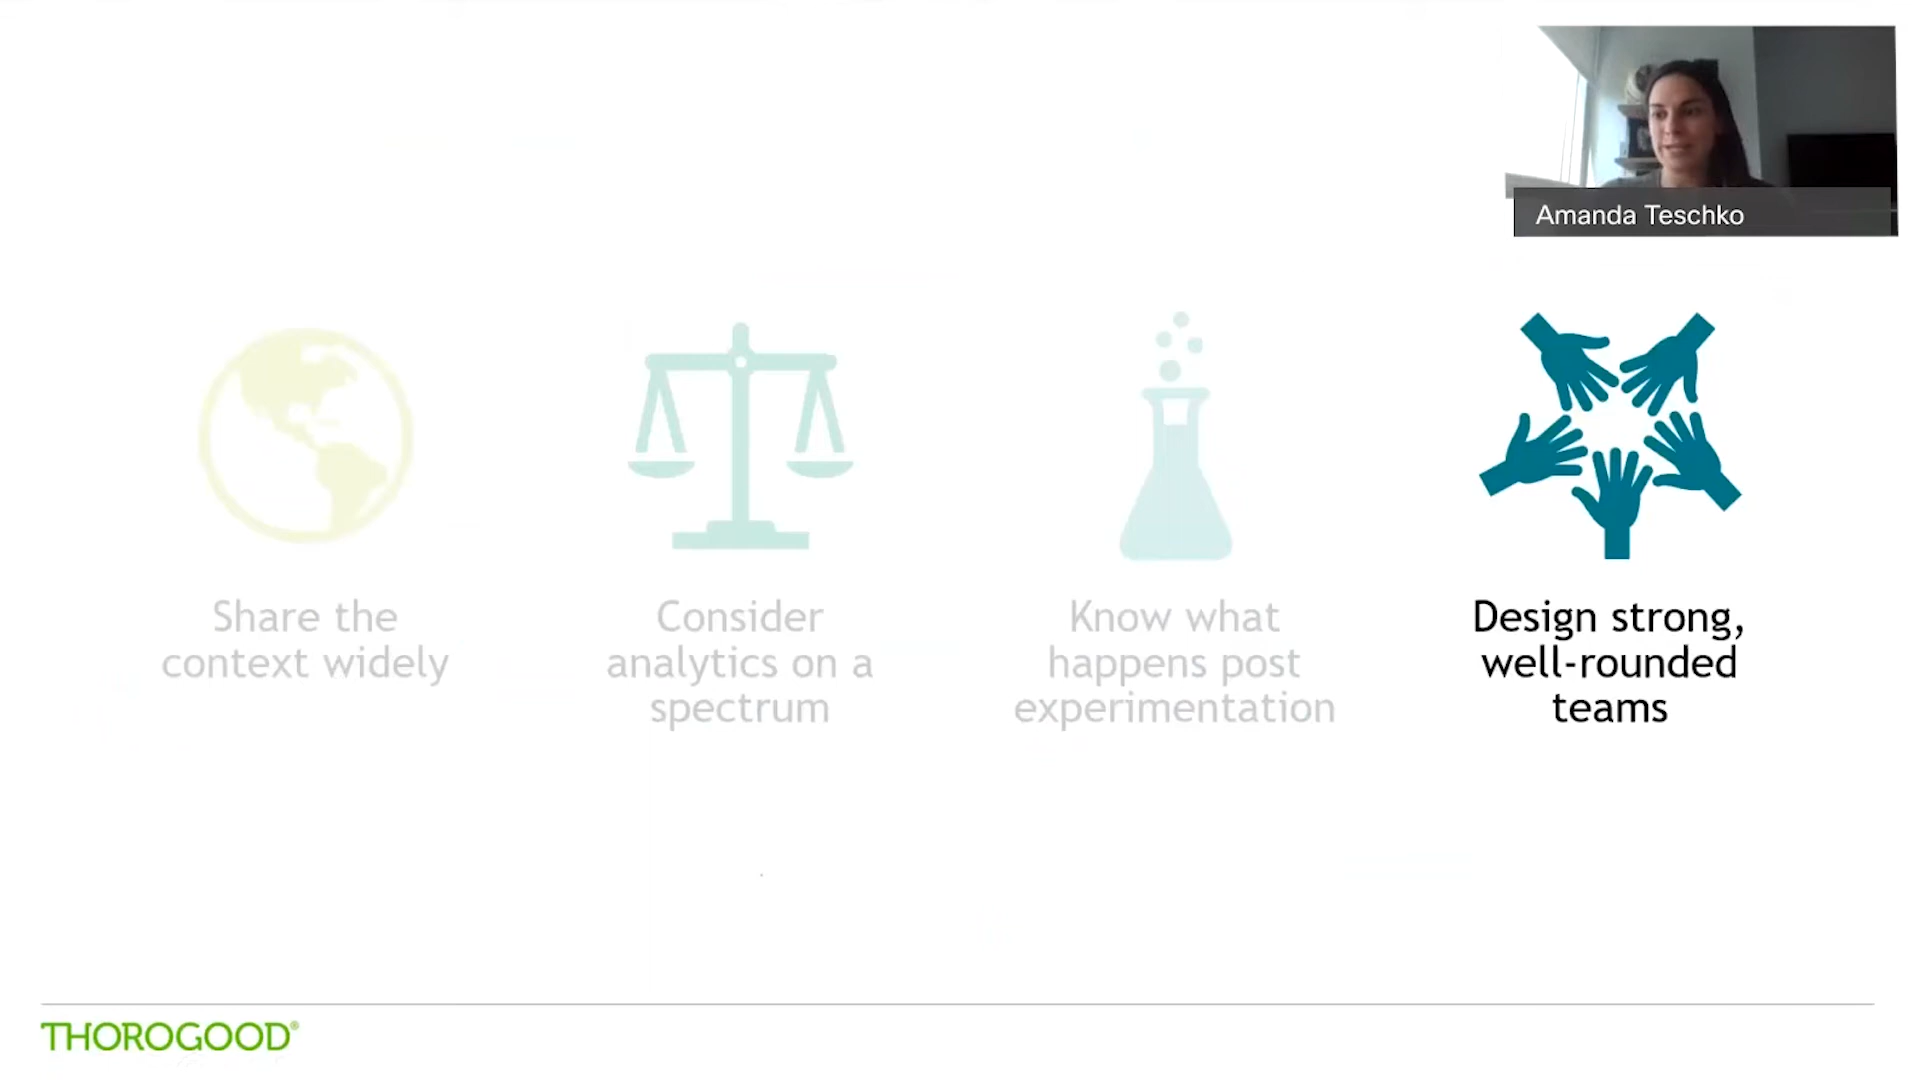 Amanda Teschko
Share the
context widely
Consider
analytics on a
spectrum
Know what
happens post
experimentation
Design strong,
well-rounded
teams
THOROGOOD®